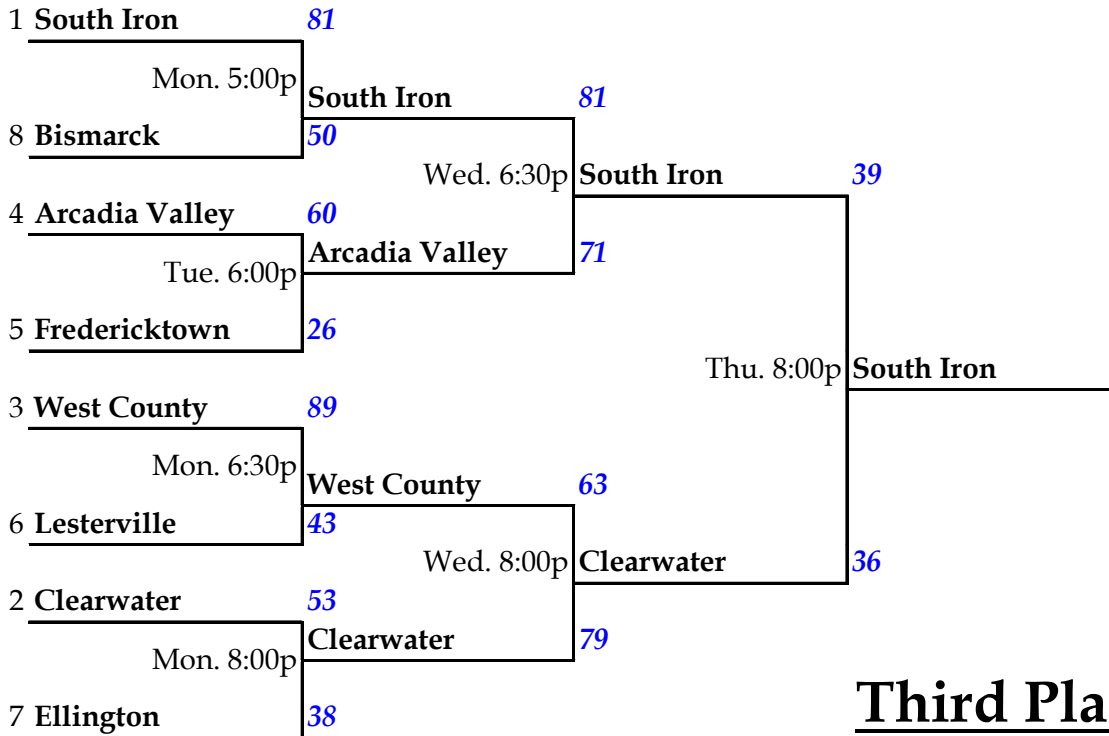 1 South Iron 81
Mon. 5:00p
South Iron 81
8 Bismarck 50
Wed. 6:30p South Iron 39
4 Arcadia Valley 60
Arcadia Valley 71
Tue. 6:00p
5 Fredericktown 26
Thu. 8:00p South Iron
3 West County 89
Mon. 6:30p
West County 63
6 Lesterville 43
Wed. 8:00p Clearwater 36
2 Clearwater 53
Clearwater 79
Mon. 8:00p
7 Ellington 38
Third Pla